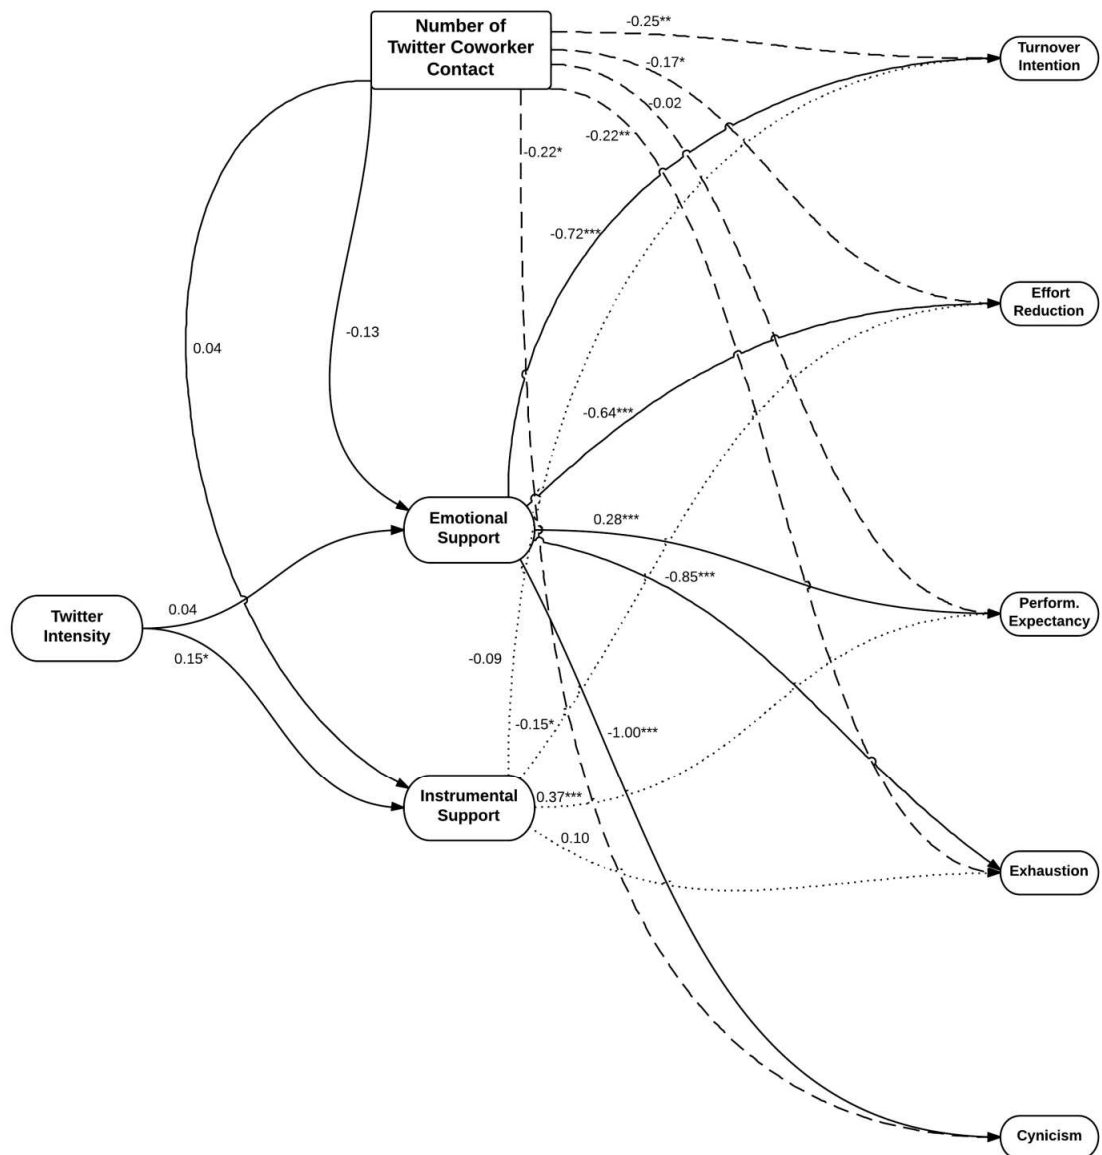 Number of
Twitter Coworker
Contact
-0.25**
Turnover
Intention
-0.17*
-0.02
-0.22**
-0.22*
-0.72***
Effort
Reduction
-0.13
0.04
-0.64***
Emotional
Support
0.28***
-0.85***
Twitter
Intensity
0.04
0.15*
Perform.
Expectancy
-0.09
-0.15*
-1.00***
Instrumental
Support
0.37***
0.10
Exhaustion
Cynicism